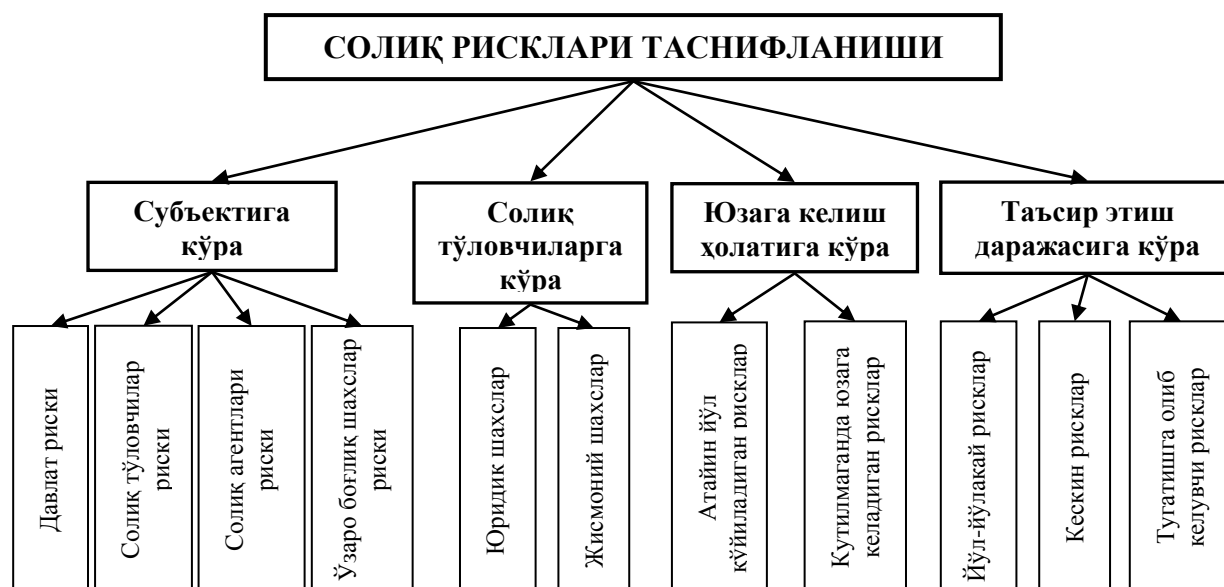 СОЛИҚ РИСКЛАРИ ТАСНИФЛАНИШИ
Субъектига
кўра
Солиқ
тўловчиларга
кўра
Юзага келиш
ҳолатига кўра
Таъсир этиш
даражасига кўра
Давлат риски
Солиқ тўловчилар
риски
Солиқ агентлари
риски
Ўзаро боғлиқ шахслар
риски
Юридик шахслар
Жисмоний шахслар
Атайин йўл
қўйиладиган рисклар
Кутилмаганда юзага
келадиган рисклар
Йўл-йўлакай рисклар
Кескин рисклар
Тугатишга олиб
келувчи рисклар